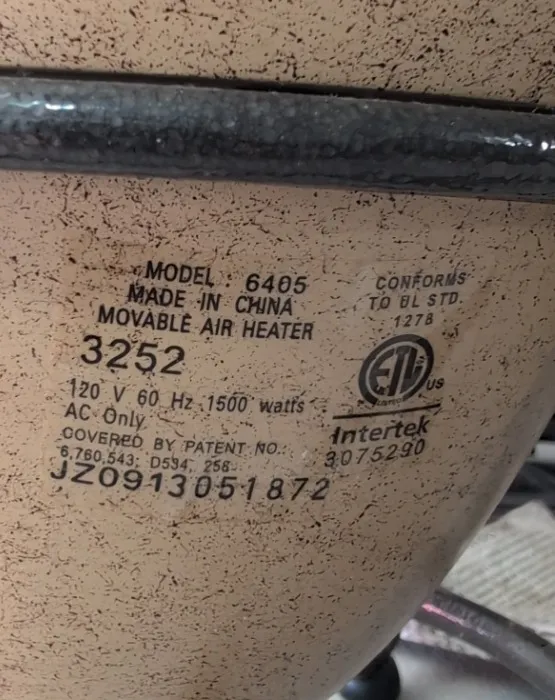 MODEL : 6405
MADE IN CHINA
MOVABLE AIR HEATER
3252
120 V 60 Hz 1500 watts
AC Only
COVERED BY PATENT NO.:
6,760,543; D534, 256
JZ0913051872
CONFORMS
TO UL STD.
1278
ETL
US
Intertek
3075290